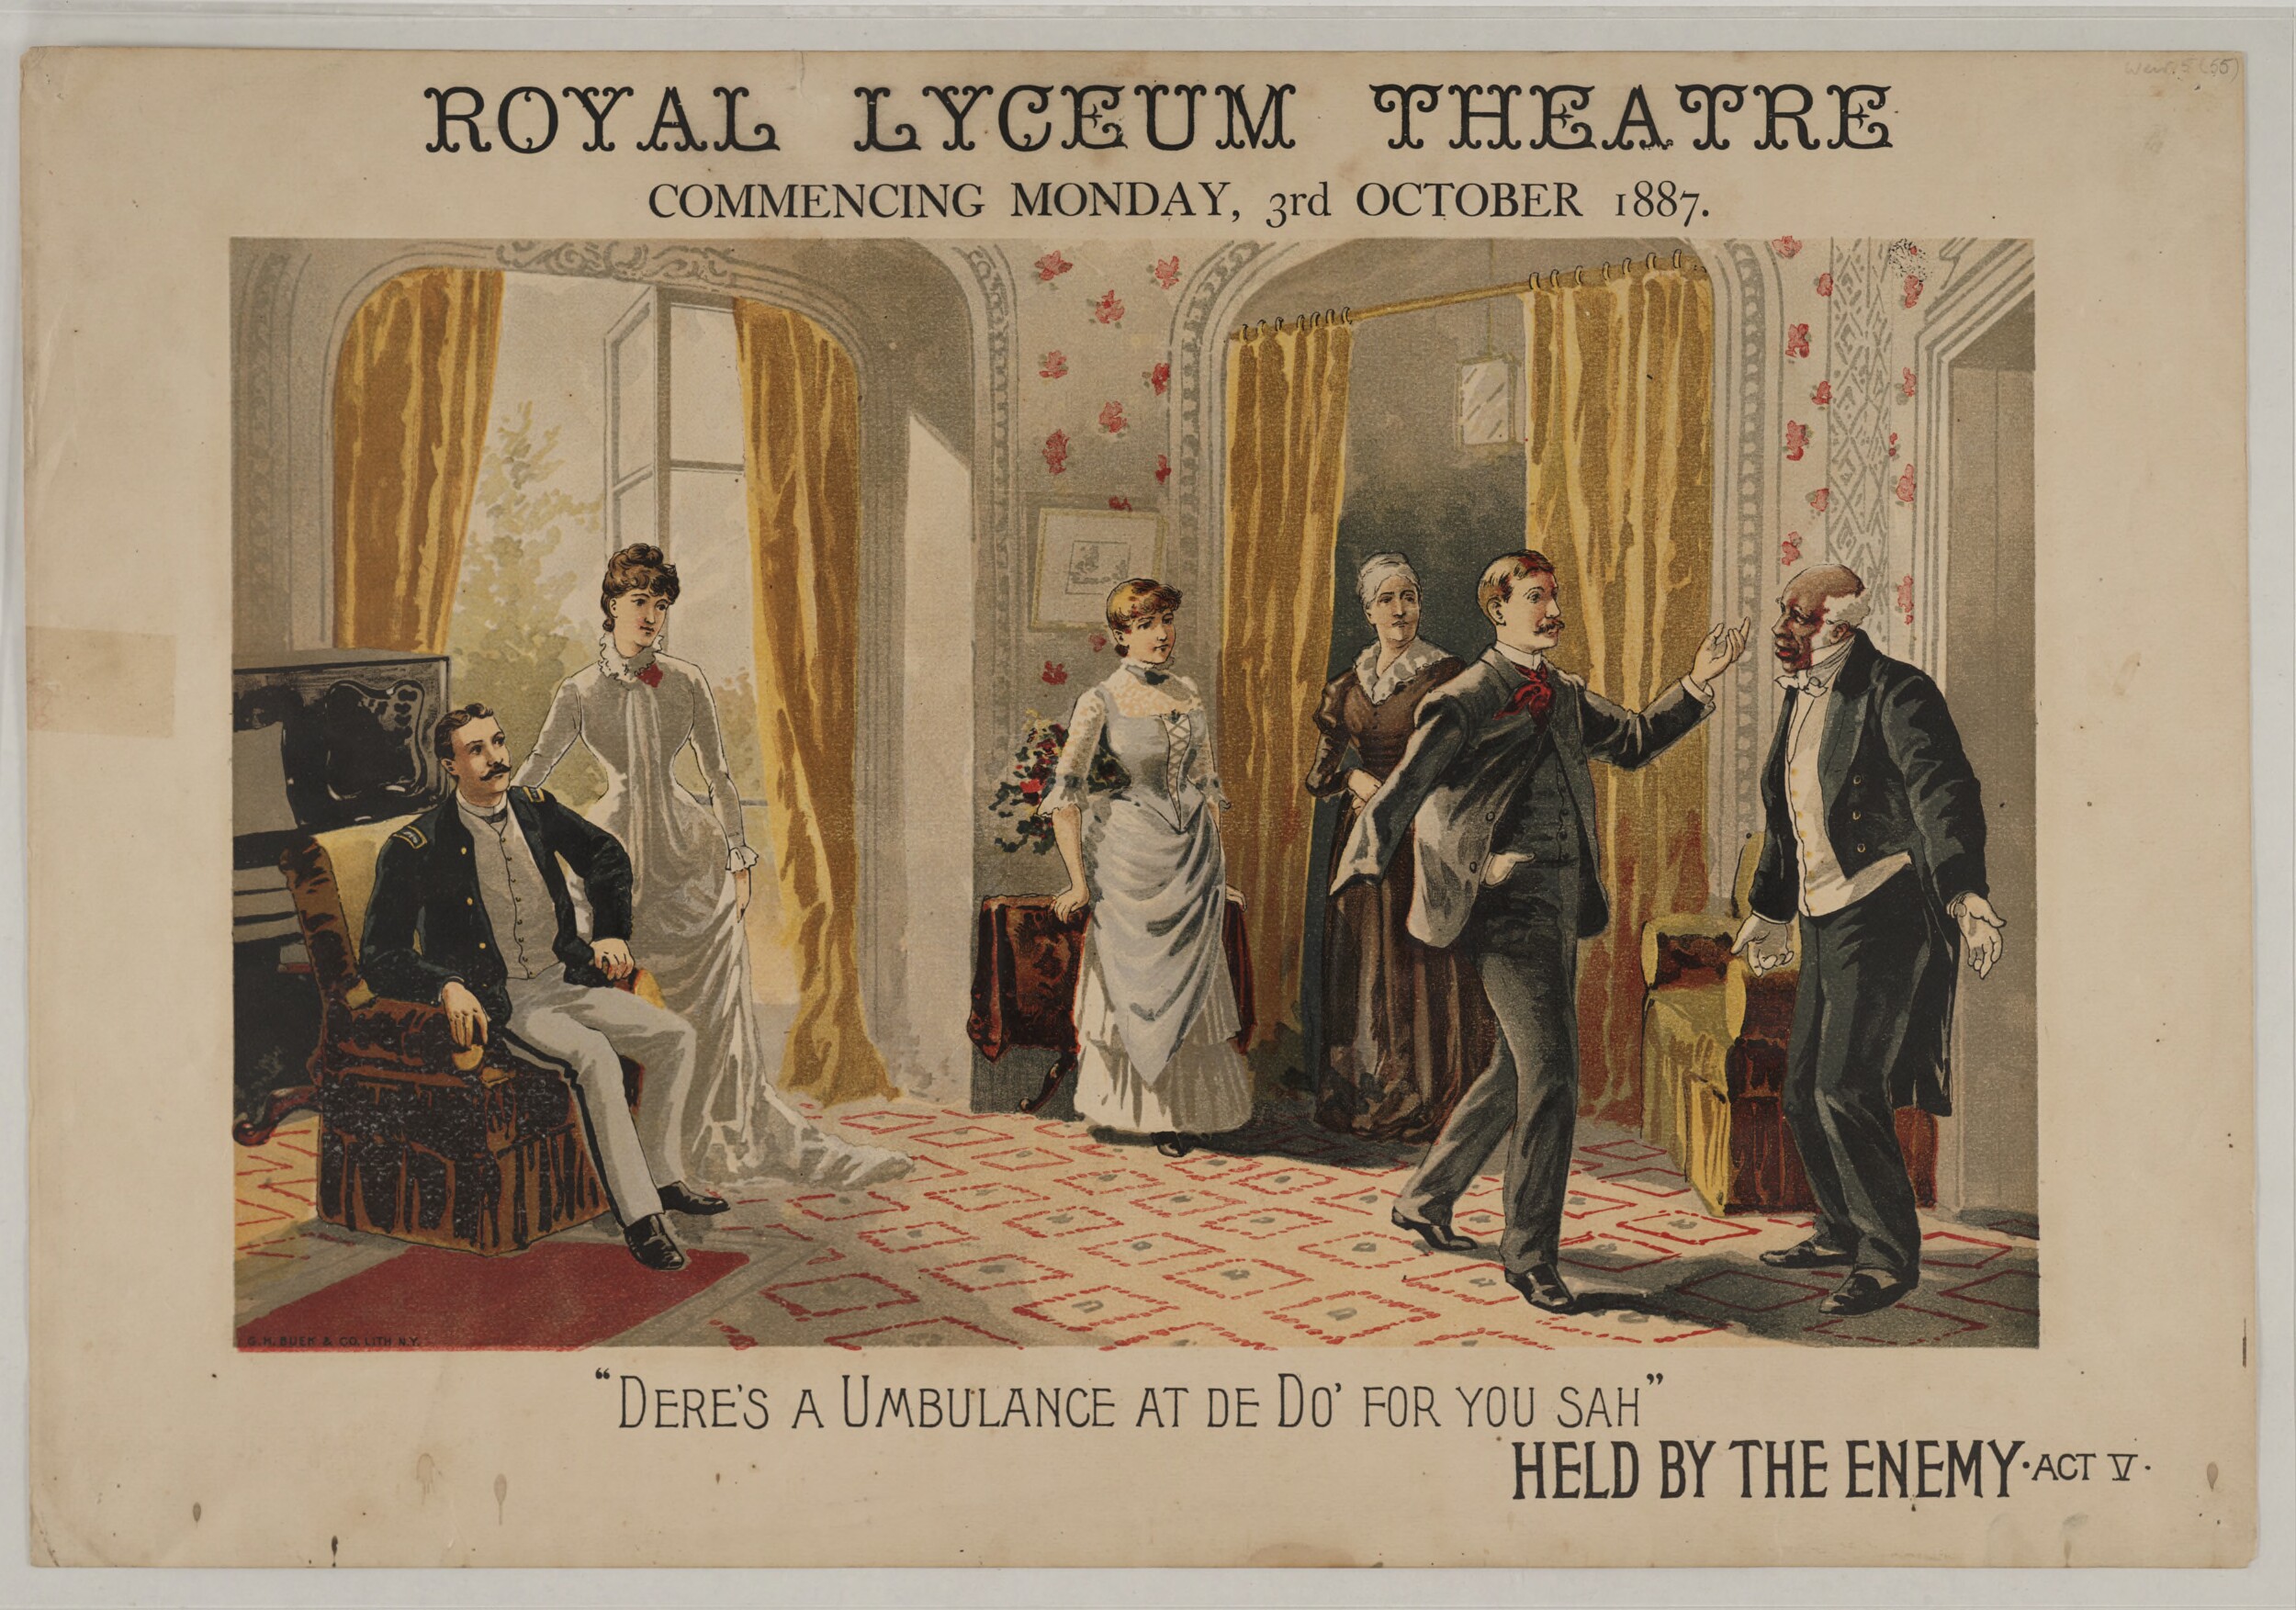 ROYAL LYCEUM THEATRE
COMMENCING MONDAY, 3rd OCTOBER 1887.
G. H. BUEK & CO. LITH N.Y.
"DERE'S A UMBULANCE AT DE DO' FOR YOU SAH"
HELD BY THE ENEMY·ACT V·